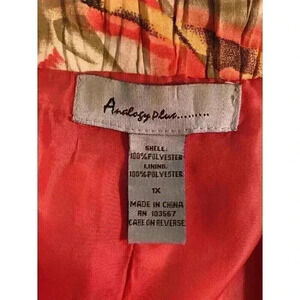 Analogy Plus.........
SHELL:
100%POLYESTER
LINING:
100%POLYESTER
1X
MADE IN CHINA
RN 103567
CARE ON REVERSE